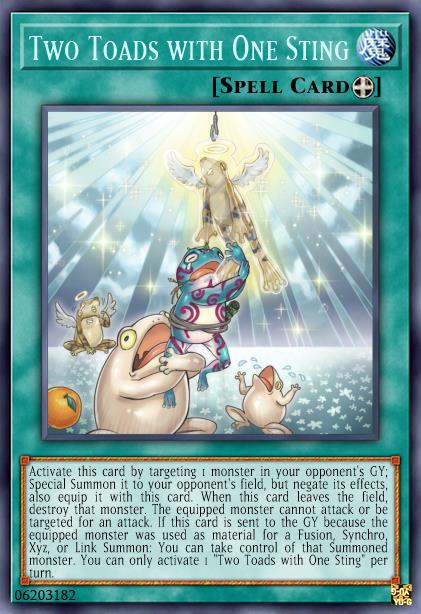 Two Toads with One Sting
魔
[Spell Card]
Activate this card by targeting 1 monster in your opponent's GY;
Special Summon it to your opponent's field, but negate its effects,
also equip it with this card. When this card leaves the field,
destroy that monster. The equipped monster cannot attack or be
targeted for an attack. If this card is sent to the GY because the
equipped monster was used as material for a Fusion, Synchro,
Xyz, or Link Summon: You can take control of that Summoned
monster. You can only activate 1 "Two Toads with One Sting" per
turn.
06203182